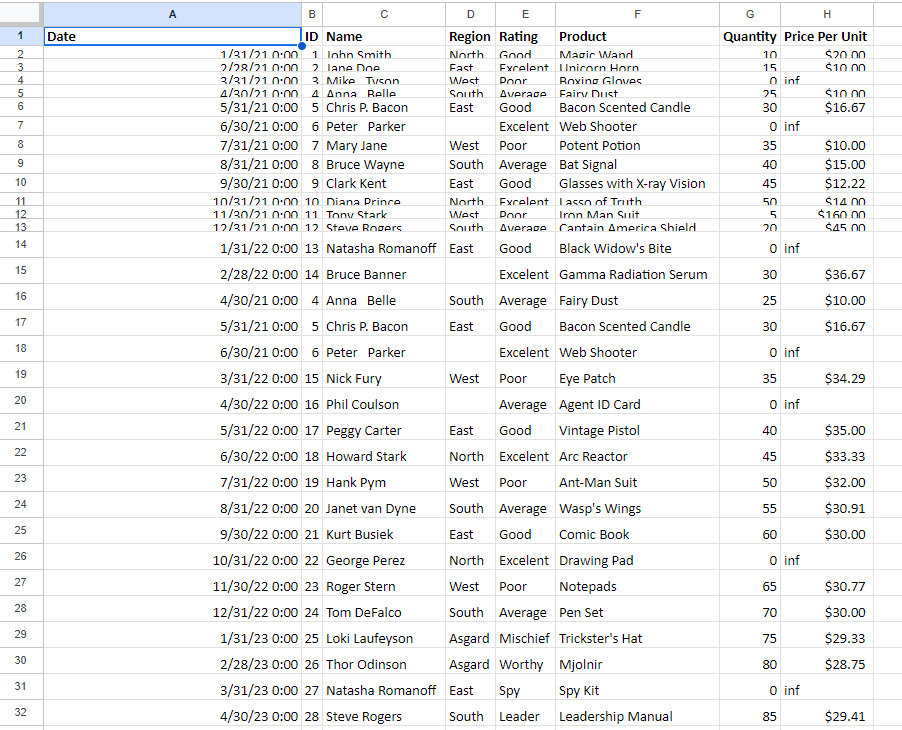 A B C D E F G H
1 Date ID Name Region Rating Product Quantity Price Per Unit
2 1/31/21 0:00 1 John Smith North Good Magic Wand 10 $20.00
3 2/28/21 0:00 2 Jane Doe East Excelent Unicorn Horn 15 $10.00
4 3/31/21 0:00 3 Mike Tyson West Poor Boxing Gloves 0 inf
5 4/30/21 0:00 4 Anna Belle South Average Fairy Dust 25 $10.00
6 5/31/21 0:00 5 Chris P. Bacon East Good Bacon Scented Candle 30 $16.67
7 6/30/21 0:00 6 Peter Parker Excelent Web Shooter 0 inf
8 7/31/21 0:00 7 Mary Jane West Poor Potent Potion 35 $10.00
9 8/31/21 0:00 8 Bruce Wayne South Average Bat Signal 40 $15.00
10 9/30/21 0:00 9 Clark Kent East Good Glasses with X-ray Vision 45 $12.22
11 10/31/21 0:00 10 Diana Prince North Excelent Lasso of Truth 50 $14.00
12 11/30/21 0:00 11 Tony Stark West Poor Iron Man Suit 5 $160.00
13 12/31/21 0:00 12 Steve Rogers South Average Captain America Shield 20 $45.00
14 1/31/22 0:00 13 Natasha Romanoff East Good Black Widow's Bite 0 inf
15 2/28/22 0:00 14 Bruce Banner Excelent Gamma Radiation Serum 30 $36.67
16 4/30/21 0:00 4 Anna Belle South Average Fairy Dust 25 $10.00
17 5/31/21 0:00 5 Chris P. Bacon East Good Bacon Scented Candle 30 $16.67
18 6/30/21 0:00 6 Peter Parker Excelent Web Shooter 0 inf
19 3/31/22 0:00 15 Nick Fury West Poor Eye Patch 35 $34.29
20 4/30/22 0:00 16 Phil Coulson Average Agent ID Card 0 inf
21 5/31/22 0:00 17 Peggy Carter East Good Vintage Pistol 40 $35.00
22 6/30/22 0:00 18 Howard Stark North Excelent Arc Reactor 45 $33.33
23 7/31/22 0:00 19 Hank Pym West Poor Ant-Man Suit 50 $32.00
24 8/31/22 0:00 20 Janet van Dyne South Average Wasp's Wings 55 $30.91
25 9/30/22 0:00 21 Kurt Busiek East Good Comic Book 60 $30.00
26 10/31/22 0:00 22 George Perez North Excelent Drawing Pad 0 inf
27 11/30/22 0:00 23 Roger Stern West Poor Notepads 65 $30.77
28 12/31/22 0:00 24 Tom DeFalco South Average Pen Set 70 $30.00
29 1/31/23 0:00 25 Loki Laufeyson Asgard Mischief Trickster's Hat 75 $29.33
30 2/28/23 0:00 26 Thor Odinson Asgard Worthy Mjolnir 80 $28.75
31 3/31/23 0:00 27 Natasha Romanoff East Spy Spy Kit 0 inf
32 4/30/23 0:00 28 Steve Rogers South Leader Leadership Manual 85 $29.41